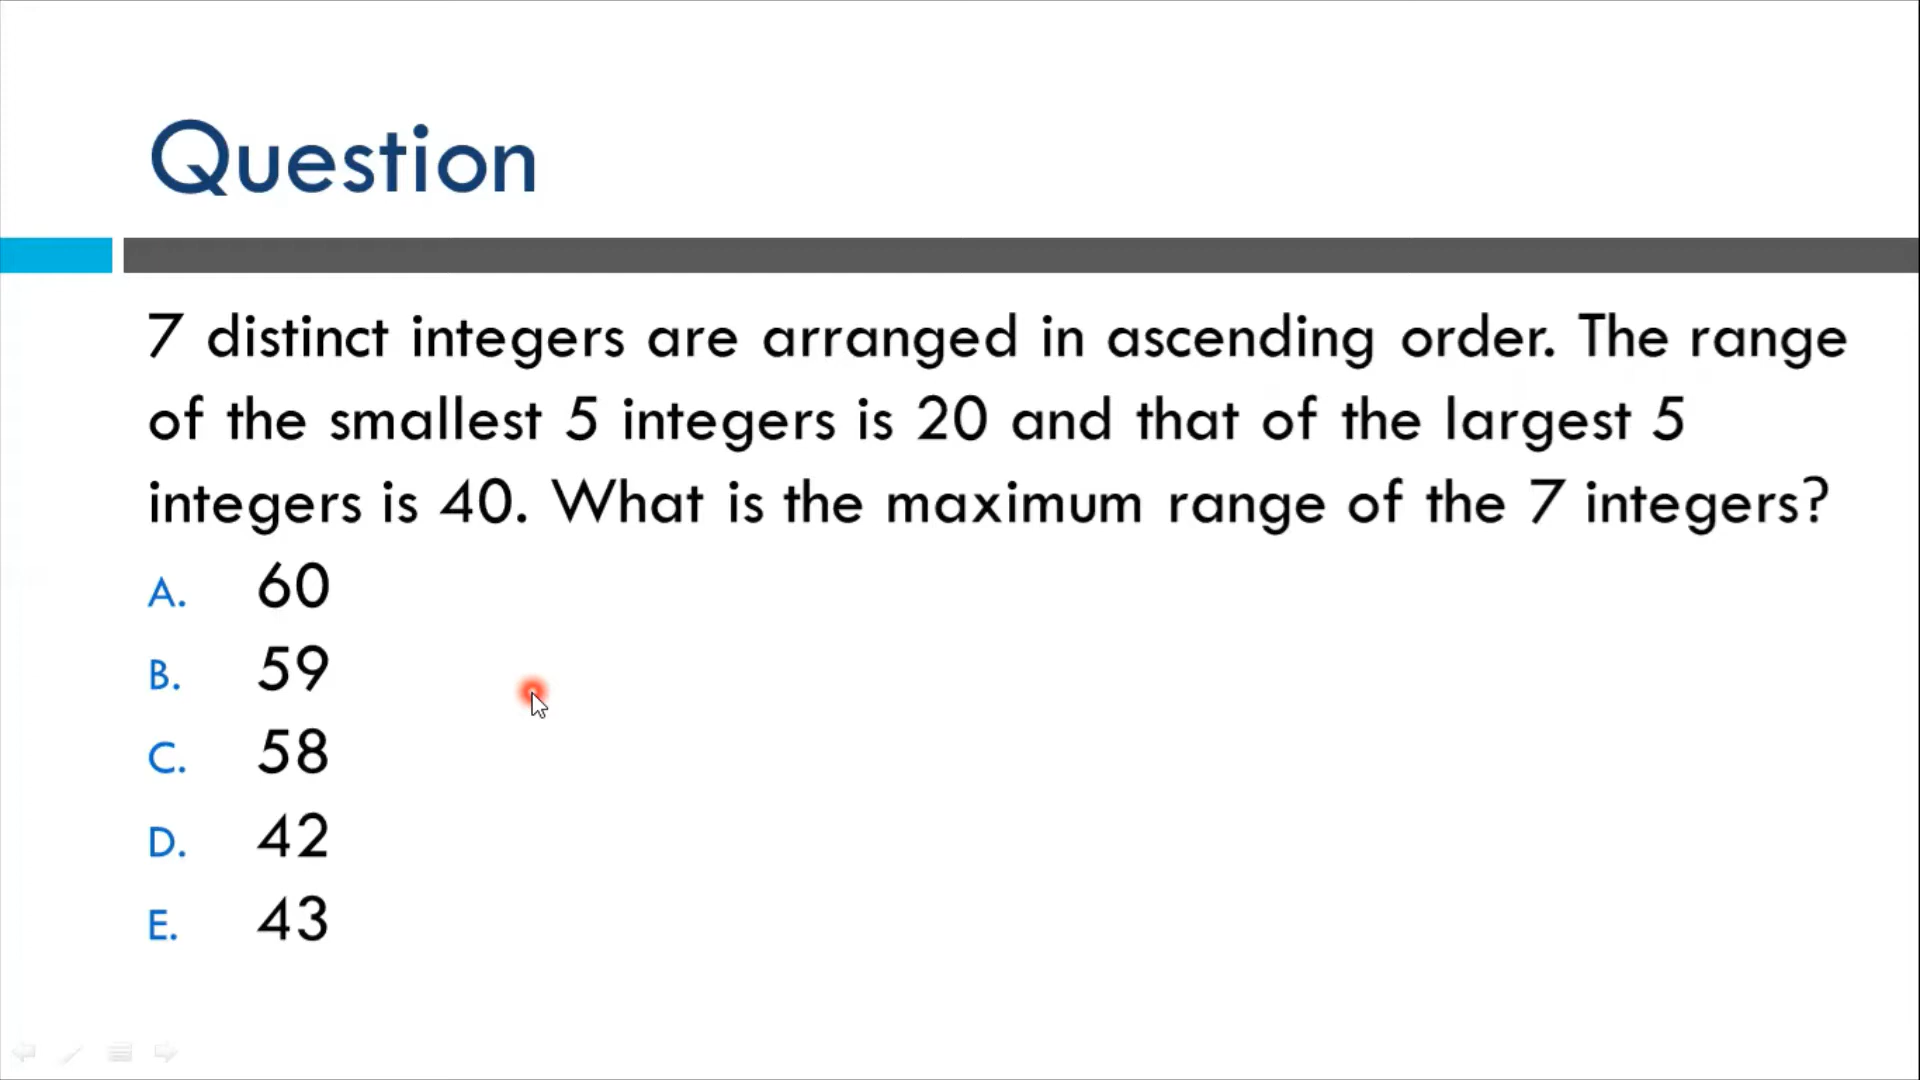 Question
7 distinct integers are arranged in ascending order. The range
of the smallest 5 integers is 20 and that of the largest 5
integers is 40. What is the maximum range of the 7 integers?
A. 60
B. 59
C. 58
D. 42
E. 43